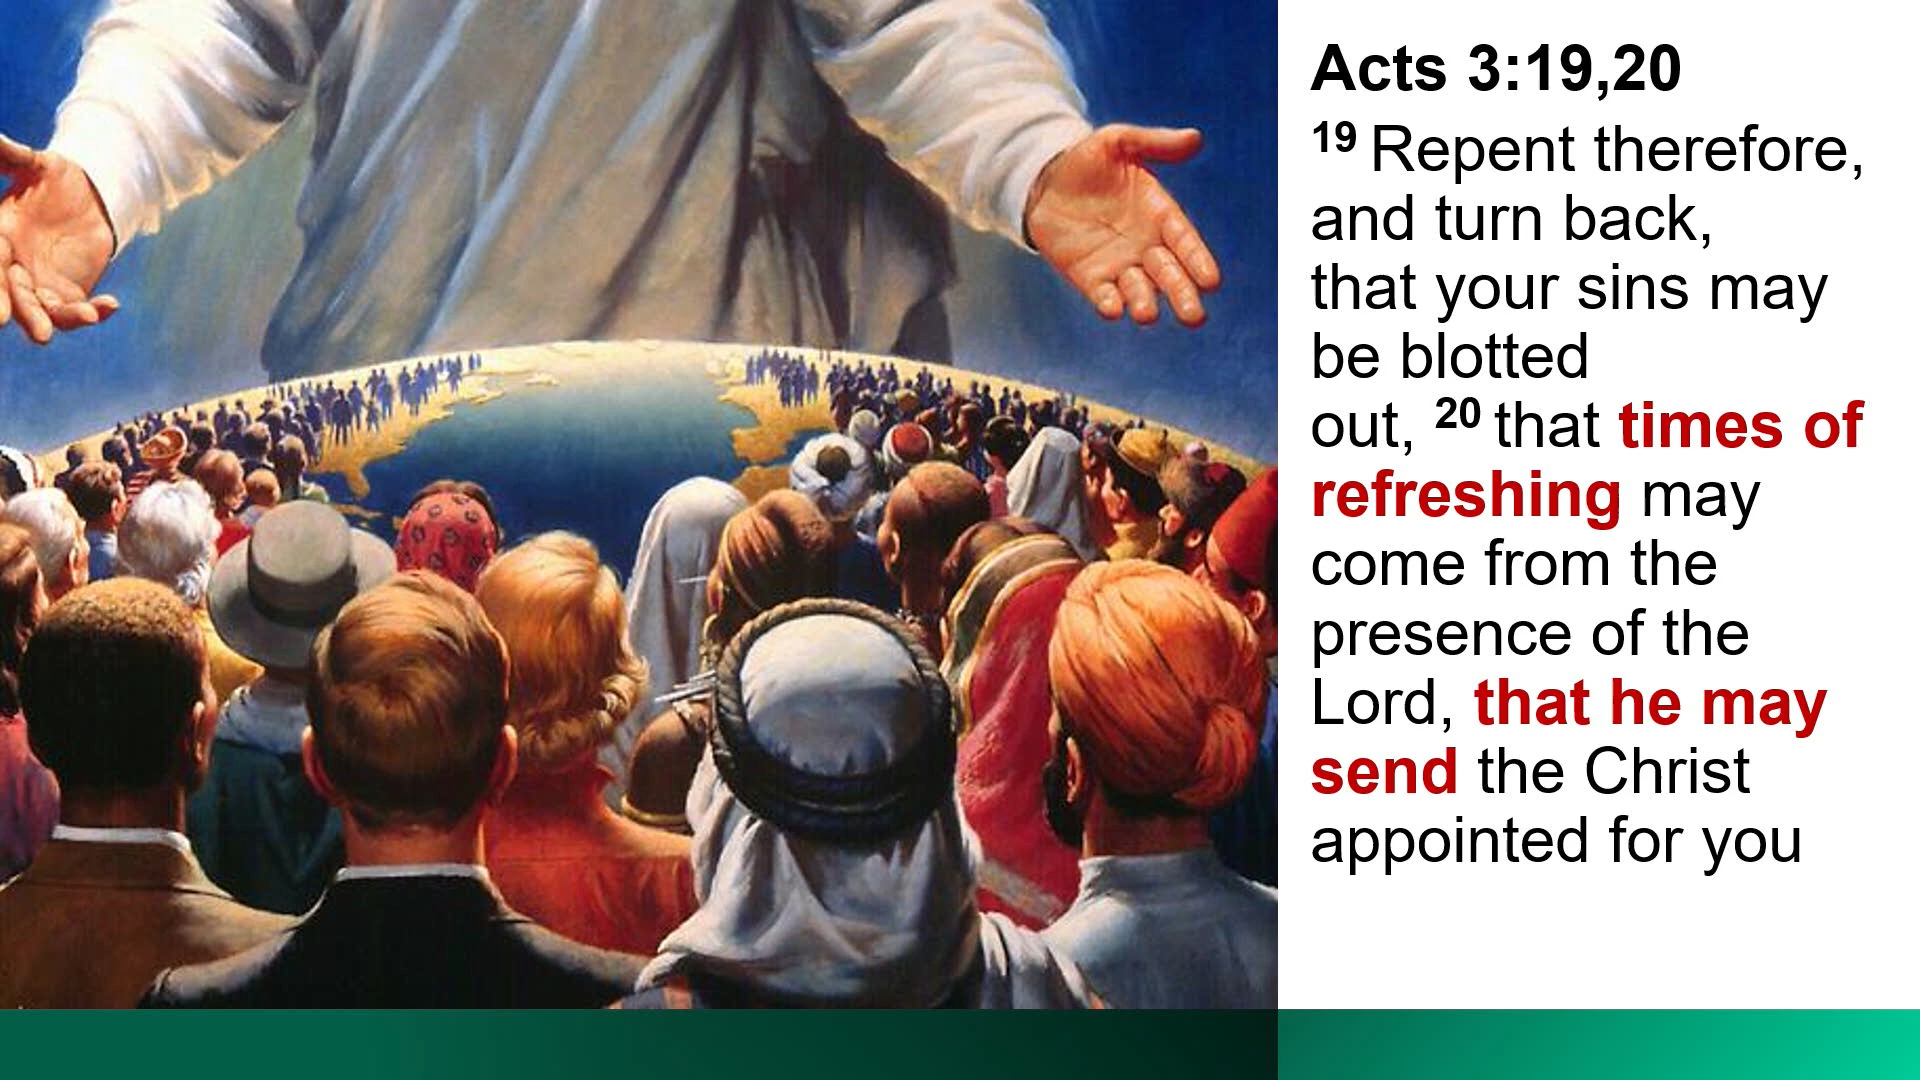 Acts 3:19,20
19 Repent therefore,
and turn back,
that your sins may
be blotted
out, 20 that times of
refreshing may
come from the
presence of the
Lord, that he may
send the Christ
appointed for you